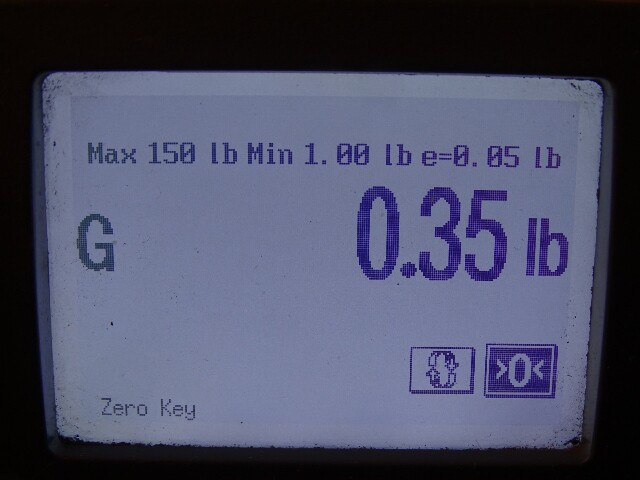 Max 150 lb Min 1.00 lb e=0.05 lb
G 0.35 lb
>0<
Zero Key